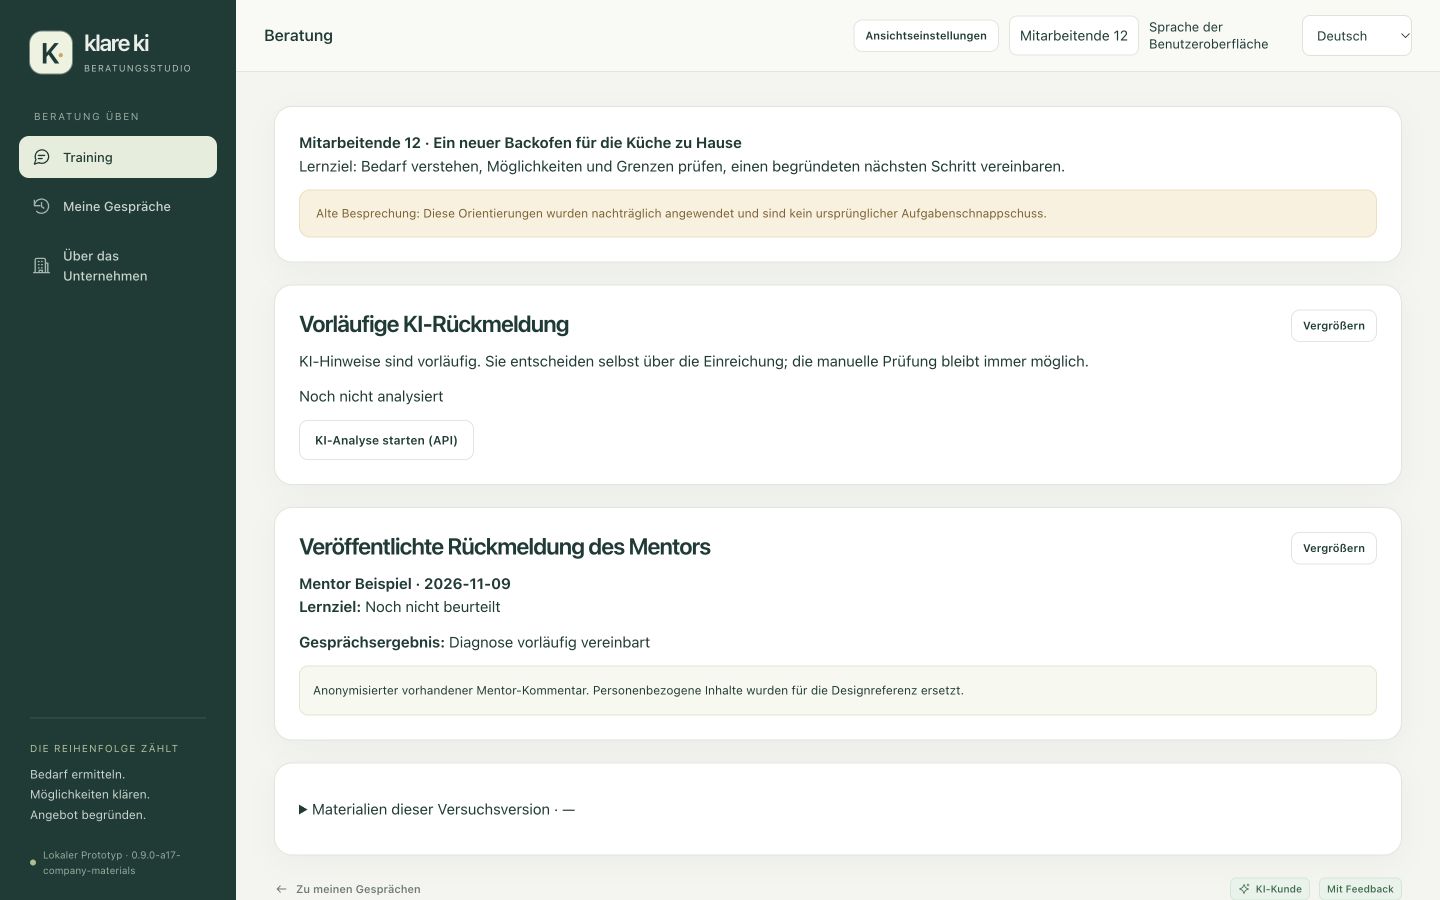 K
klare ki
BERATUNGSSTUDIO
BERATUNG ÜBEN
Training
Meine Gespräche
Über das
Unternehmen
DIE REIHENFOLGE ZÄHLT
Bedarf ermitteln.
Möglichkeiten klären.
Angebot begründen.
Lokaler Prototyp · 0.9.0-a17-
company-materials
Beratung
Ansichtseinstellungen
Mitarbeitende 12
Sprache der
Benutzeroberfläche
Deutsch
Mitarbeitende 12 · Ein neuer Backofen für die Küche zu Hause
Lernziel: Bedarf verstehen, Möglichkeiten und Grenzen prüfen, einen begründeten nächsten Schritt vereinbaren.
Alte Besprechung: Diese Orientierungen wurden nachträglich angewendet und sind kein ursprünglicher Aufgabenschnappschuss.
Vorläufige KI-Rückmeldung
Vergrößern
KI-Hinweise sind vorläufig. Sie entscheiden selbst über die Einreichung; die manuelle Prüfung bleibt immer möglich.
Noch nicht analysiert
KI-Analyse starten (API)
Veröffentlichte Rückmeldung des Mentors
Vergrößern
Mentor Beispiel · 2026-11-09
Lernziel: Noch nicht beurteilt
Gesprächsergebnis: Diagnose vorläufig vereinbart
Anonymisierter vorhandener Mentor-Kommentar. Personenbezogene Inhalte wurden für die Designreferenz ersetzt.
Materialien dieser Versuchsversion · —
Zu meinen Gesprächen
KI-Kunde
Mit Feedback